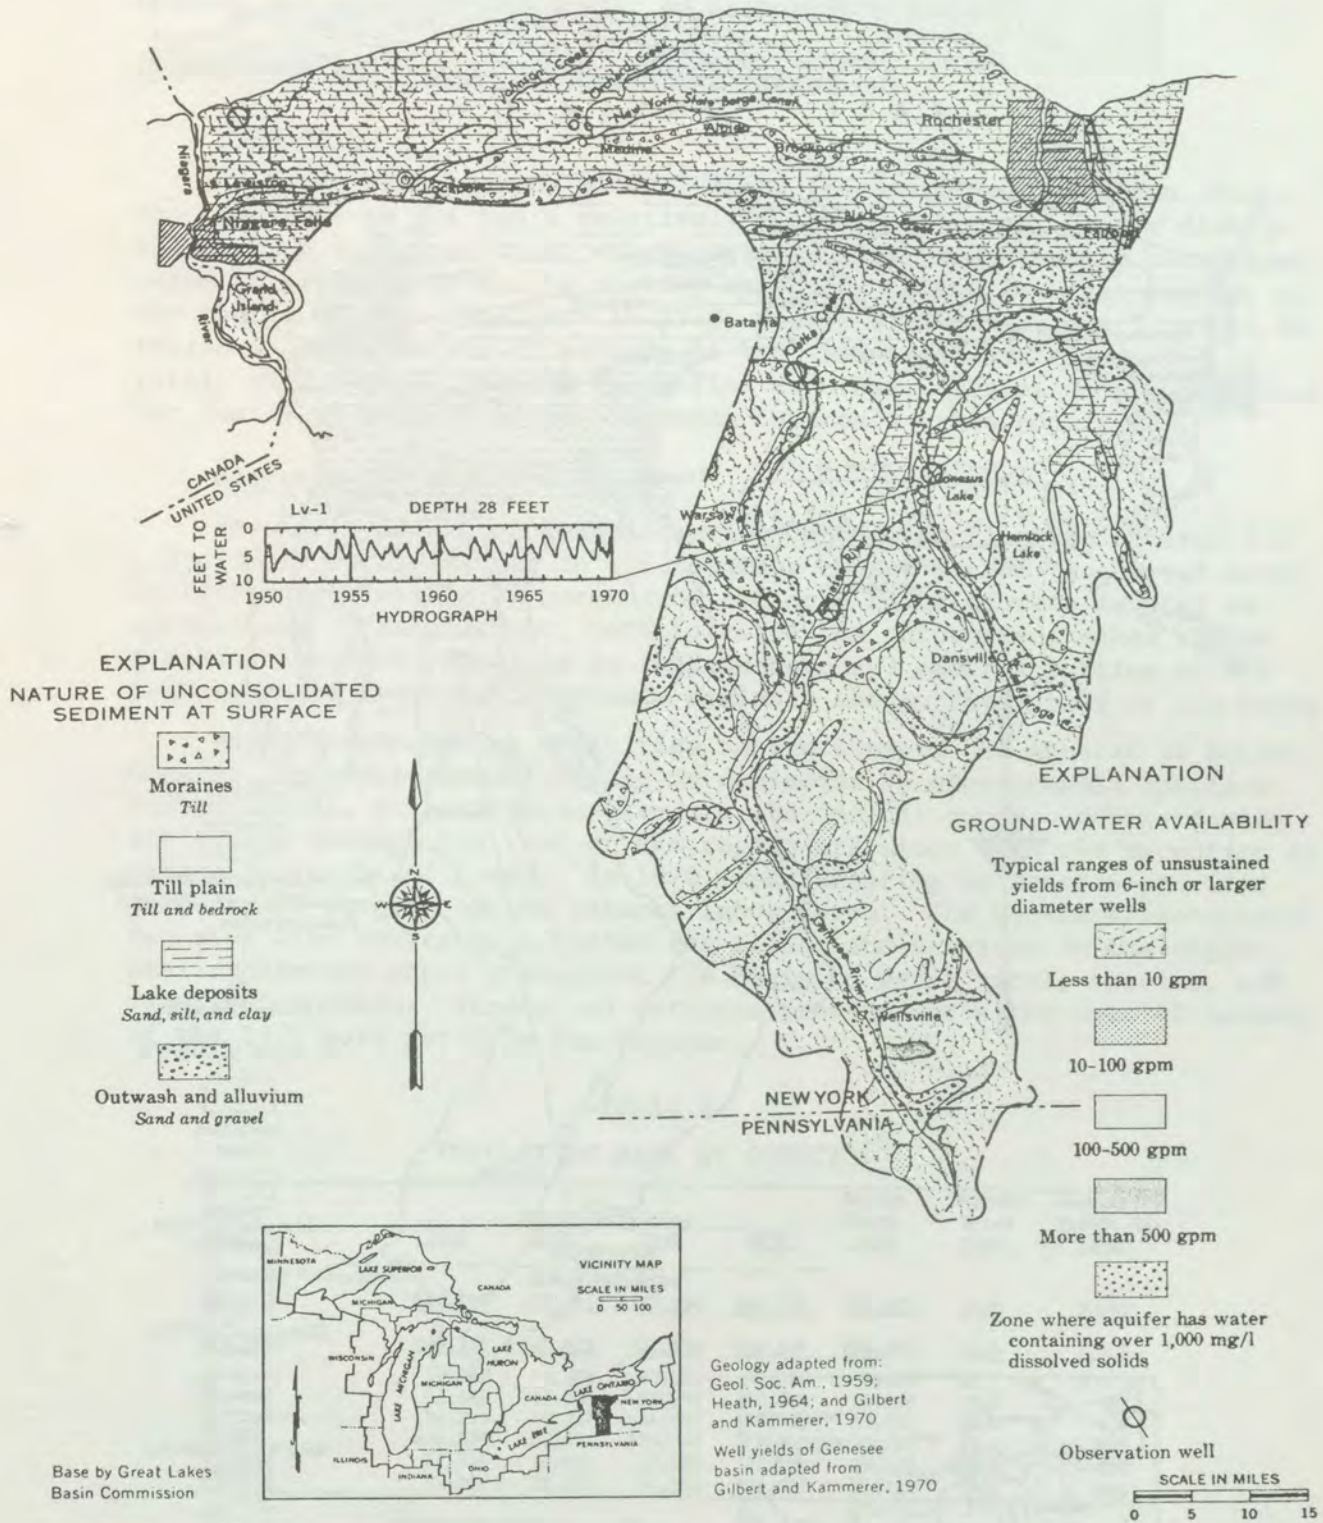 Johnson Creek
Oak Orchard Creek
New York State Barge Canal
Rochester
Albion
Medina
Brockport
Niagara
Lewiston
Lockport
Niagara Falls
Black
Creek
Fairport
Grand
Island
River
Batavia
Oatka Creek
CANADA
UNITED STATES
Conesus
Lake
Warsaw
Hemlock
Lake
Genesee River
Lv-1 DEPTH 28 FEET
FEET TO
WATER
0
5
10
1950 1955 1960 1965 1970
HYDROGRAPH
Dansville
Canaseraga
EXPLANATION
NATURE OF UNCONSOLIDATED
SEDIMENT AT SURFACE
Moraines
Till
Till plain
Till and bedrock
Lake deposits
Sand, silt, and clay
Outwash and alluvium
Sand and gravel
N
W E
S
EXPLANATION
GROUND-WATER AVAILABILITY
Typical ranges of unsustained
yields from 6-inch or larger
diameter wells
Less than 10 gpm
10-100 gpm
100-500 gpm
More than 500 gpm
Zone where aquifer has water
containing over 1,000 mg/l
dissolved solids
Observation well
SCALE IN MILES
0 5 10 15
Genesee River
Wellsville
NEW YORK
PENNSYLVANIA
VICINITY MAP
SCALE IN MILES
0 50 100
MINNESOTA
LAKE SUPERIOR
CANADA
MICHIGAN
WISCONSIN
LAKE MICHIGAN
LAKE
HURON
MICHIGAN
CANADA
LAKE ONTARIO
NEW YORK
LAKE ERIE
PENNSYLVANIA
ILLINOIS
INDIANA
OHIO
Geology adapted from:
Geol. Soc. Am., 1959;
Heath, 1964; and Gilbert
and Kammerer, 1970
Well yields of Genesee
basin adapted from
Gilbert and Kammerer, 1970
Base by Great Lakes
Basin Commission